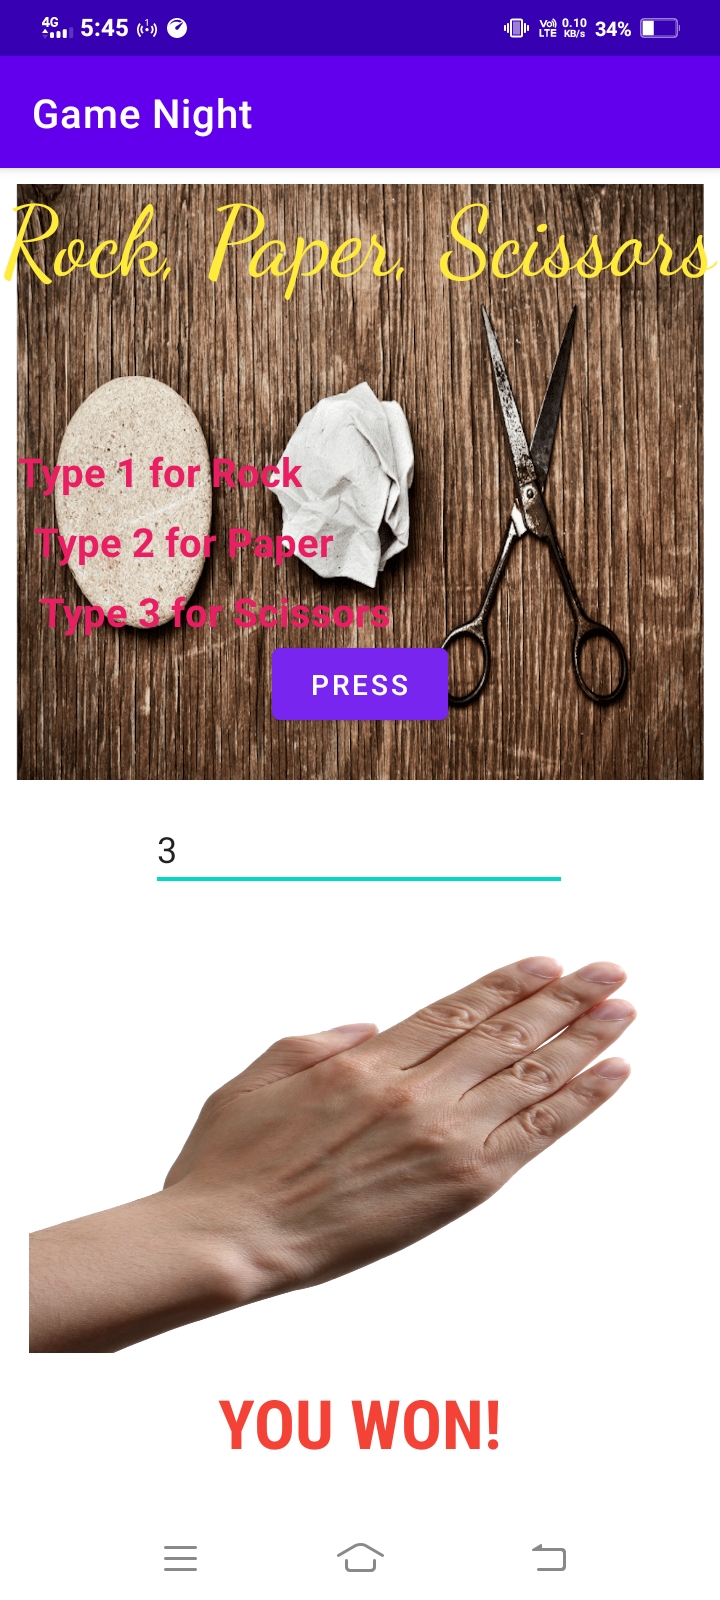 4G 5:45 1 Vo) LTE 0.10 KB/s 34%
Game Night
Rock, Paper, Scissors
Type 1 for Rock
Type 2 for Paper
Type 3 for Scissors
PRESS
3
YOU WON!